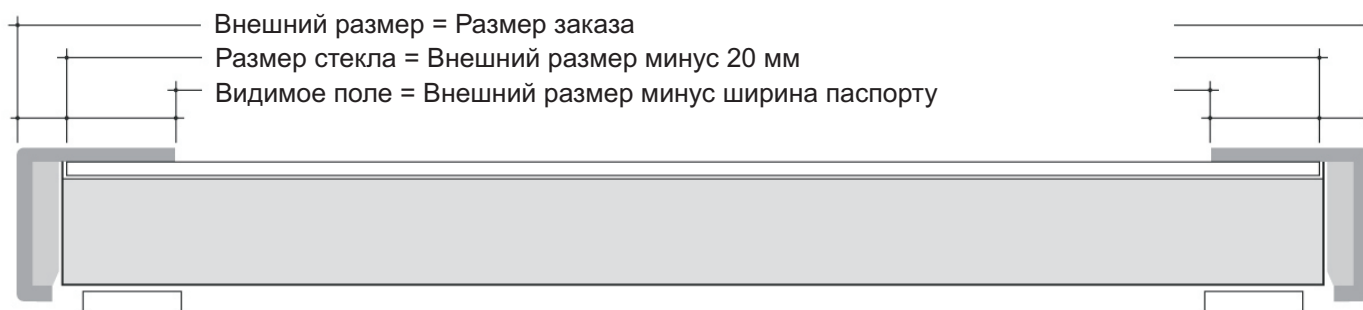 Внешний размер = Размер заказа
Размер стекла = Внешний размер минус 20 мм
Видимое поле = Внешний размер минус ширина паспорту